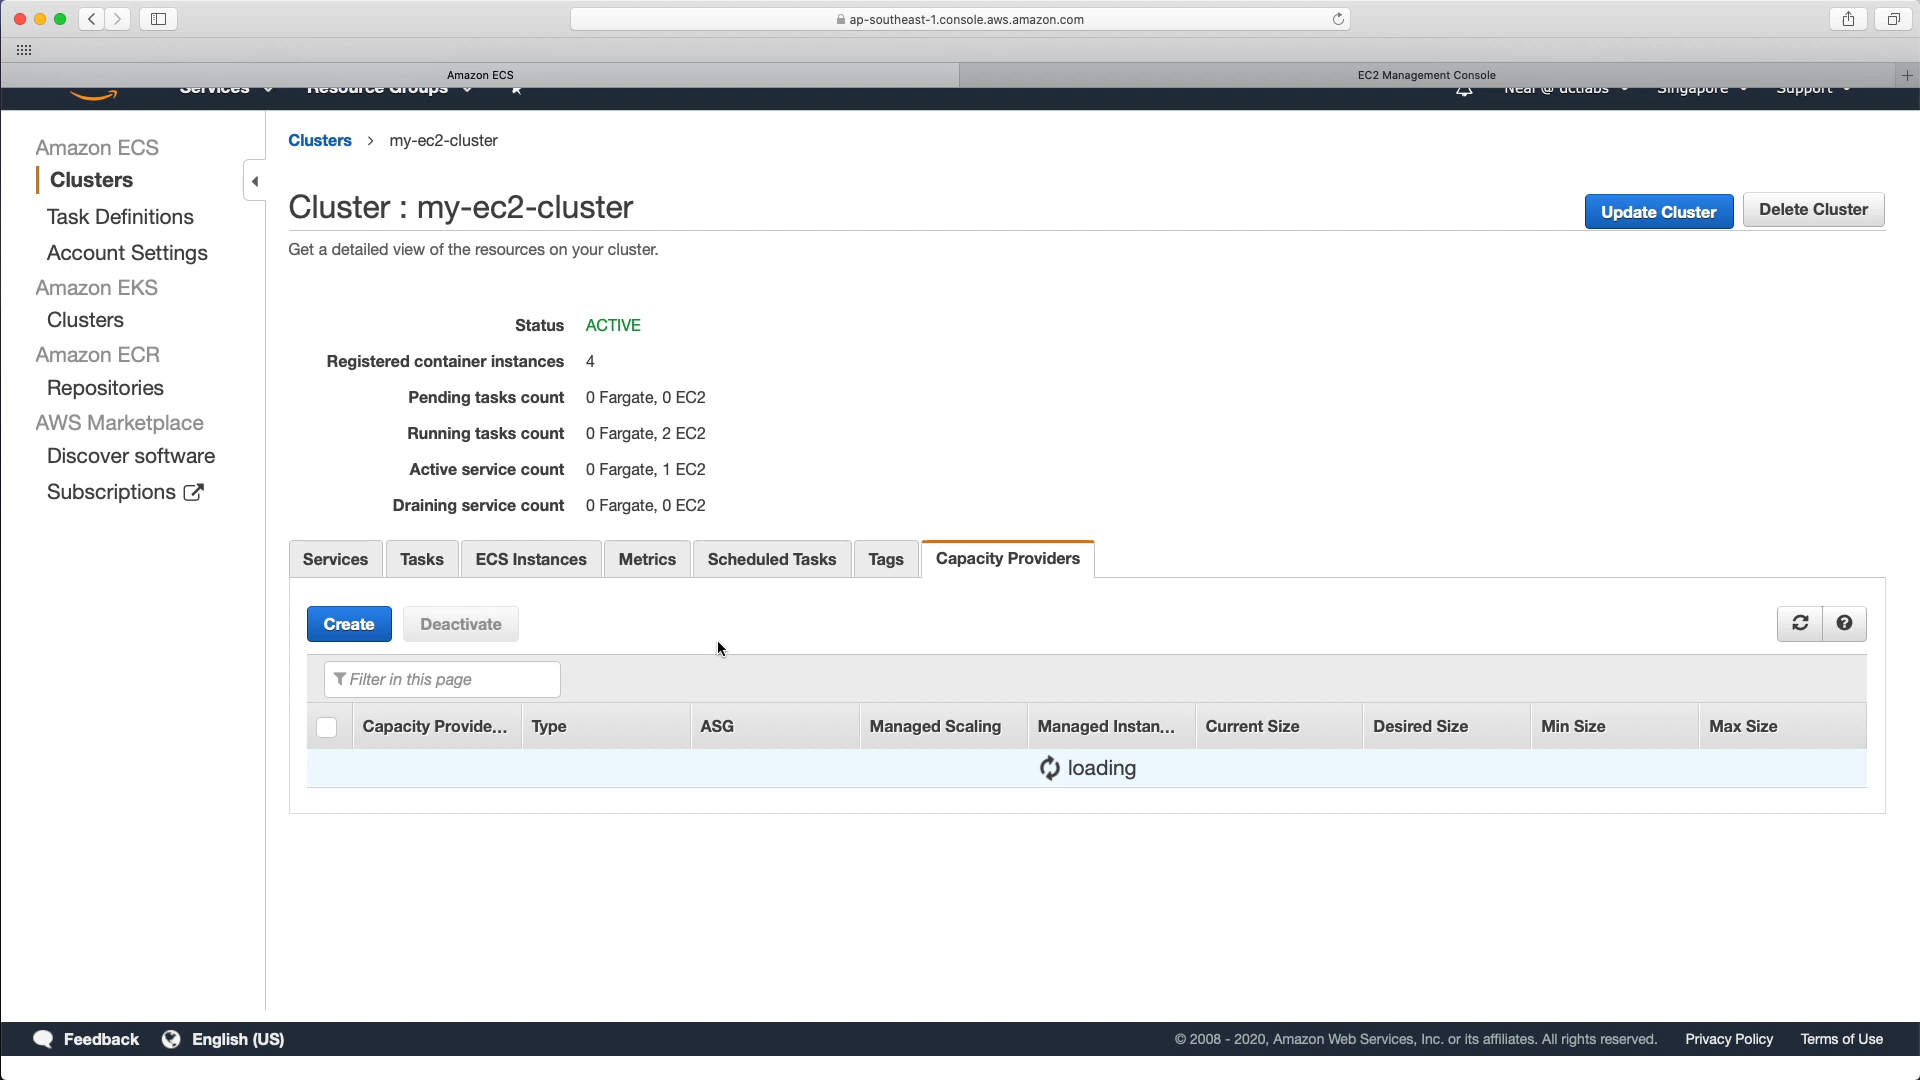 ap-southeast-1.console.aws.amazon.com
Amazon ECS
EC2 Management Console
Services
Resource Groups
Singapore
Support
Amazon ECS
Clusters
Task Definitions
Account Settings
Amazon EKS
Clusters
Amazon ECR
Repositories
AWS Marketplace
Discover software
Subscriptions
Clusters > my-ec2-cluster
Cluster : my-ec2-cluster
Update Cluster
Delete Cluster
Get a detailed view of the resources on your cluster.
Status ACTIVE
Registered container instances 4
Pending tasks count 0 Fargate, 0 EC2
Running tasks count 0 Fargate, 2 EC2
Active service count 0 Fargate, 1 EC2
Draining service count 0 Fargate, 0 EC2
Services Tasks ECS Instances Metrics Scheduled Tasks Tags Capacity Providers
Create Deactivate
Filter in this page
Capacity Provide... Type ASG Managed Scaling Managed Instan... Current Size Desired Size Min Size Max Size
loading
Feedback English (US)
© 2008 - 2020, Amazon Web Services, Inc. or its affiliates. All rights reserved. Privacy Policy Terms of Use